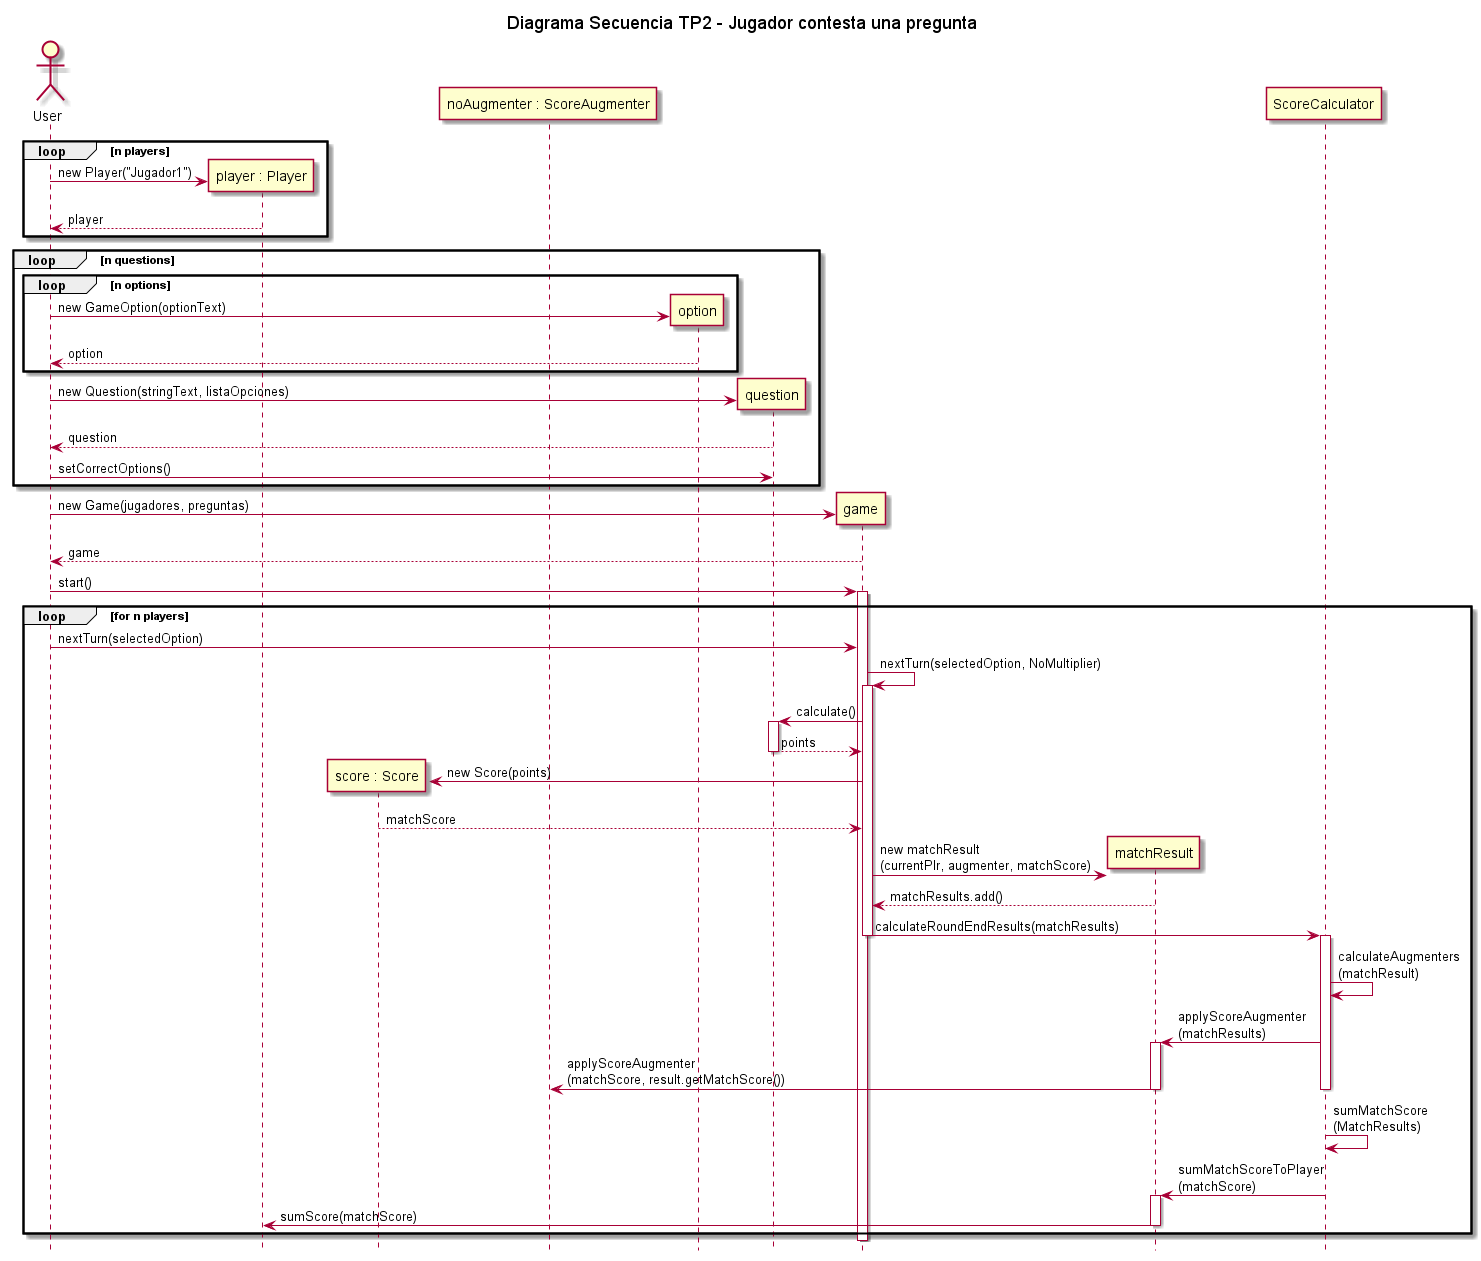 Diagrama Secuencia TP2 - Jugador contesta una pregunta
User
noAugmenter : ScoreAugmenter
ScoreCalculator
loop [n players]
new Player("Jugador1")
player : Player
player
loop [n questions]
loop [n options]
new GameOption(optionText)
option
option
new Question(stringText, listaOpciones)
question
question
setCorrectOptions()
new Game(jugadores, preguntas)
game
game
start()
loop [for n players]
nextTurn(selectedOption)
nextTurn(selectedOption, NoMultiplier)
calculate()
points
score : Score
new Score(points)
matchScore
new matchResult
(currentPlr, augmenter, matchScore)
matchResult
matchResults.add()
calculateRoundEndResults(matchResults)
calculateAugmenters
(matchResult)
applyScoreAugmenter
(matchResults)
applyScoreAugmenter
(matchScore, result.getMatchScore())
sumMatchScore
(MatchResults)
sumMatchScoreToPlayer
(matchScore)
sumScore(matchScore)